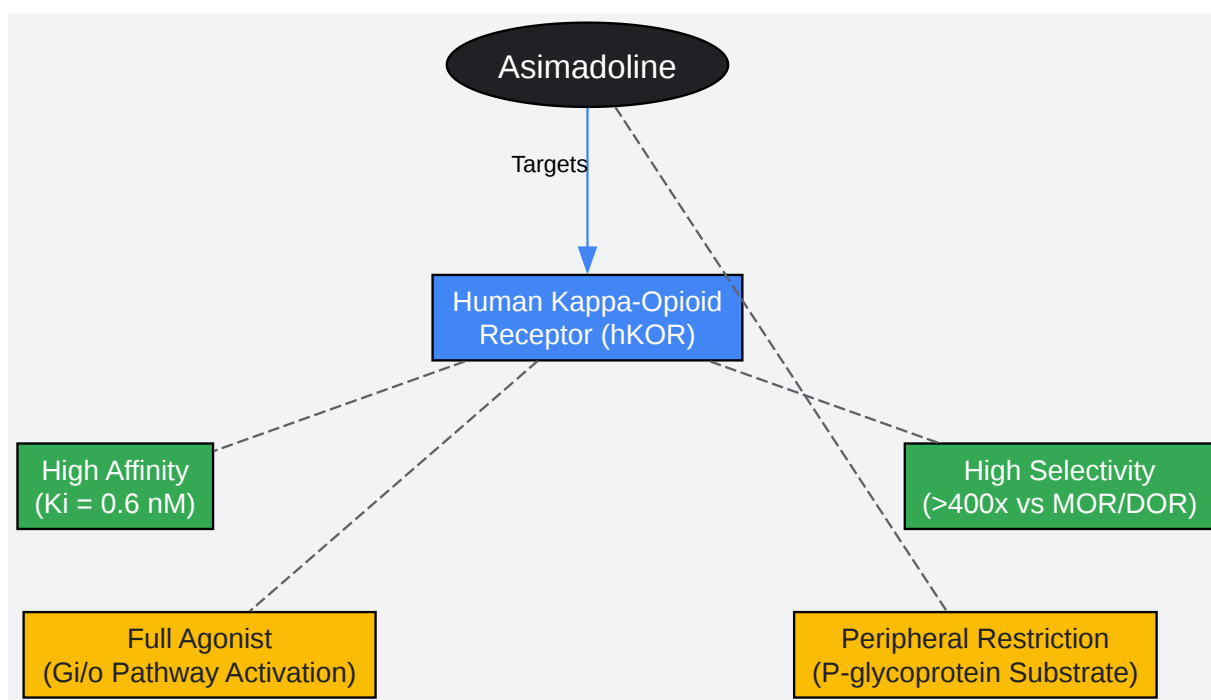 Asimadoline
Targets
Human Kappa-Opioid
Receptor (hKOR)
High Affinity
(Ki = 0.6 nM)
High Selectivity
(>400x vs MOR/DOR)
Full Agonist
(Gi/o Pathway Activation)
Peripheral Restriction
(P-glycoprotein Substrate)